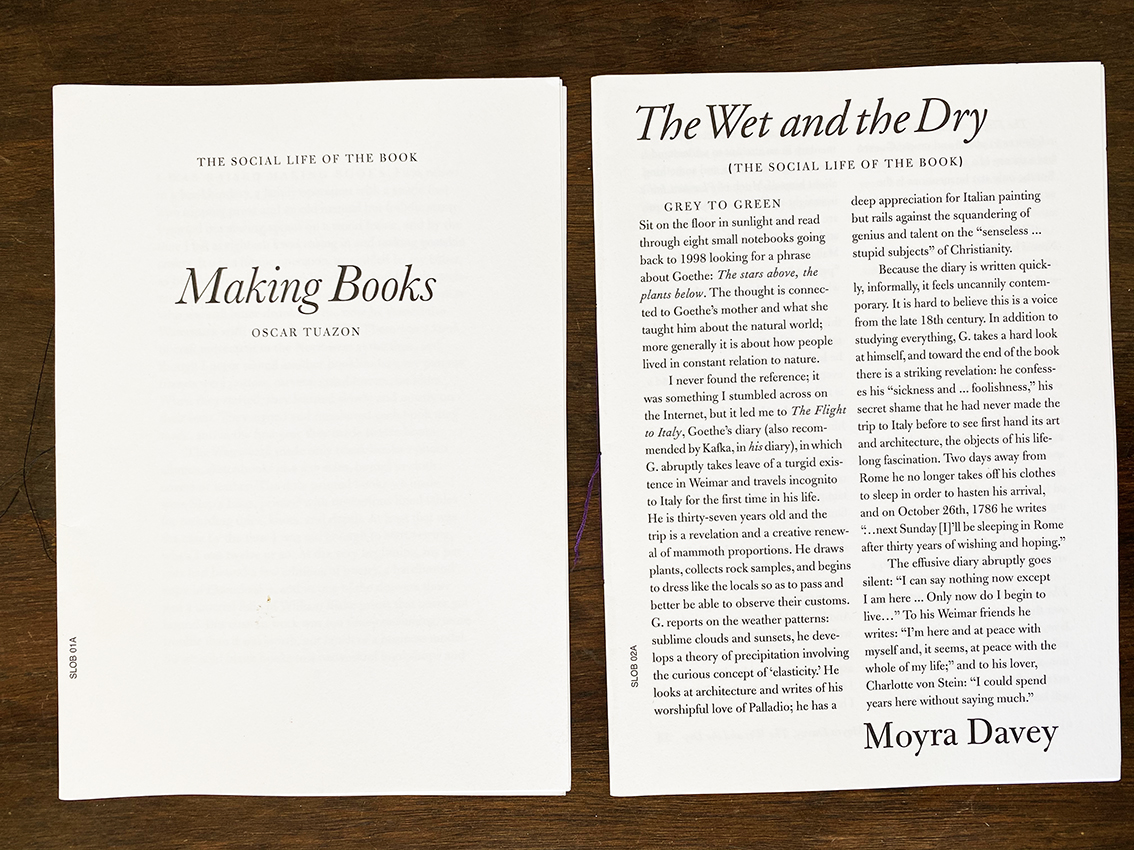 THE SOCIAL LIFE OF THE BOOK
Making Books
OSCAR TUAZON
SLOB 01A
The Wet and the Dry
(THE SOCIAL LIFE OF THE BOOK)
GREY TO GREEN
Sit on the floor in sunlight and read
through eight small notebooks going
back to 1998 looking for a phrase
about Goethe: The stars above, the
plants below. The thought is connec-
ted to Goethe's mother and what she
taught him about the natural world;
more generally it is about how people
lived in constant relation to nature.
I never found the reference; it
was something I stumbled across on
the Internet, but it led me to The Flight
to Italy, Goethe's diary (also recom-
mended by Kafka, in his diary), in which
G. abruptly takes leave of a turgid exis-
tence in Weimar and travels incognito
to Italy for the first time in his life.
He is thirty-seven years old and the
trip is a revelation and a creative renew-
al of mammoth proportions. He draws
plants, collects rock samples, and begins
to dress like the locals so as to pass and
better be able to observe their customs.
G. reports on the weather patterns:
sublime clouds and sunsets, he deve-
lops a theory of precipitation involving
the curious concept of ‘elasticity.’ He
looks at architecture and writes of his
worshipful love of Palladio; he has a
deep appreciation for Italian painting
but rails against the squandering of
genius and talent on the “senseless ...
stupid subjects” of Christianity.
Because the diary is written quick-
ly, informally, it feels uncannily contem-
porary. It is hard to believe this is a voice
from the late 18th century. In addition to
studying everything, G. takes a hard look
at himself, and toward the end of the book
there is a striking revelation: he confess-
es his “sickness and ... foolishness,” his
secret shame that he had never made the
trip to Italy before to see first hand its art
and architecture, the objects of his life-
long fascination. Two days away from
Rome he no longer takes off his clothes
to sleep in order to hasten his arrival,
and on October 26th, 1786 he writes
“...next Sunday [I]’ll be sleeping in Rome
after thirty years of wishing and hoping.”
The effusive diary abruptly goes
silent: “I can say nothing now except
I am here ... Only now do I begin to
live...” To his Weimar friends he
writes: “I’m here and at peace with
myself and, it seems, at peace with the
whole of my life;” and to his lover,
Charlotte von Stein: “I could spend
years here without saying much.”
Moyra Davey
SLOB 02A